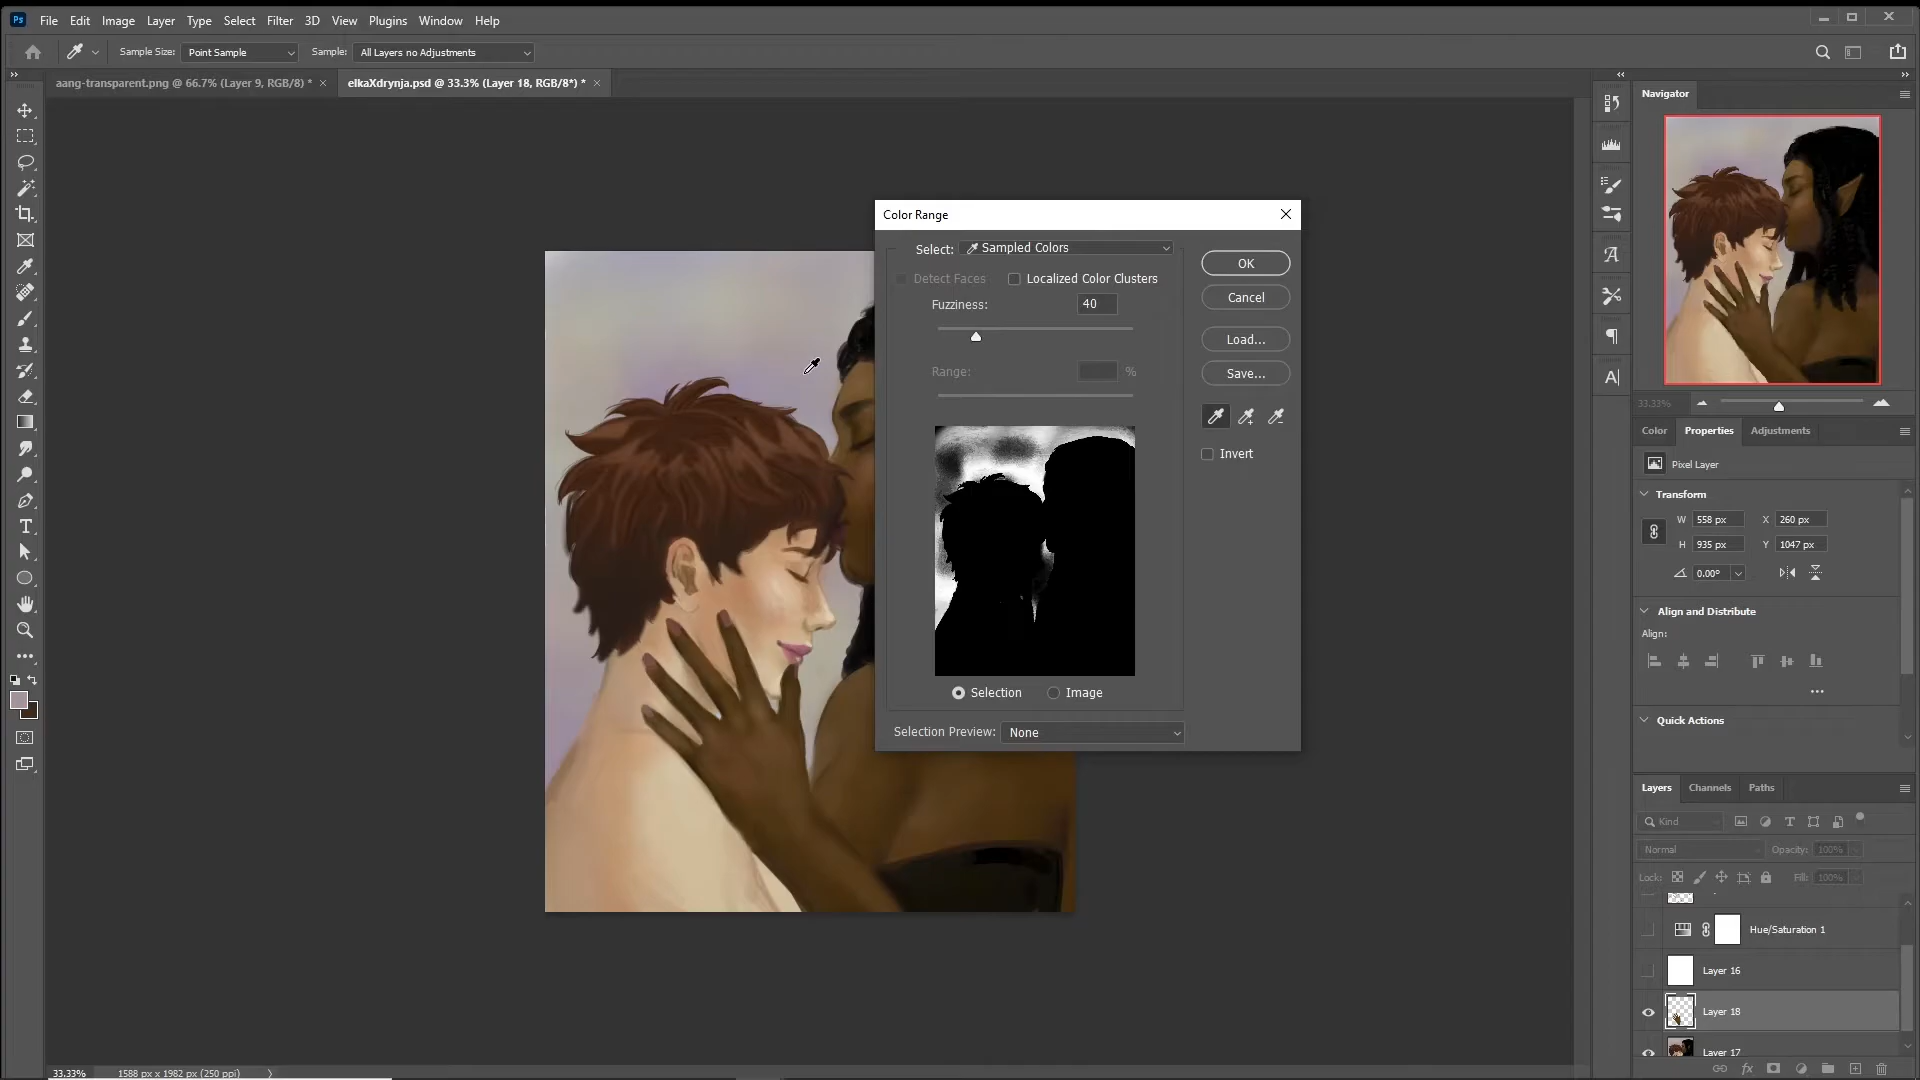 Ps File Edit Image Layer Type Select Filter 3D View Plugins Window Help
Sample Size: Point Sample Sample: All Layers no Adjustments
aang-transparent.png @ 66.7% (Layer 9, RGB/8) * × elkaXdrynja.psd @ 33.3% (Layer 18, RGB/8*) * ×
Color Range
Select: Sampled Colors
Detect Faces Localized Color Clusters
Fuzziness: 40
Range: %
OK
Cancel
Load...
Save...
Invert
Selection Image
Selection Preview: None
Navigator
33.33%
Color Properties Adjustments
Pixel Layer
Transform
W 558 px X 260 px
H 935 px Y 1047 px
0.00°
Align and Distribute
Align:
Quick Actions
Layers Channels Paths
Kind
Normal Opacity: 100%
Lock: Fill: 100%
Hue/Saturation 1
Layer 16
Layer 18
Layer 17
33.33% 1588 px x 1982 px (250 ppi)